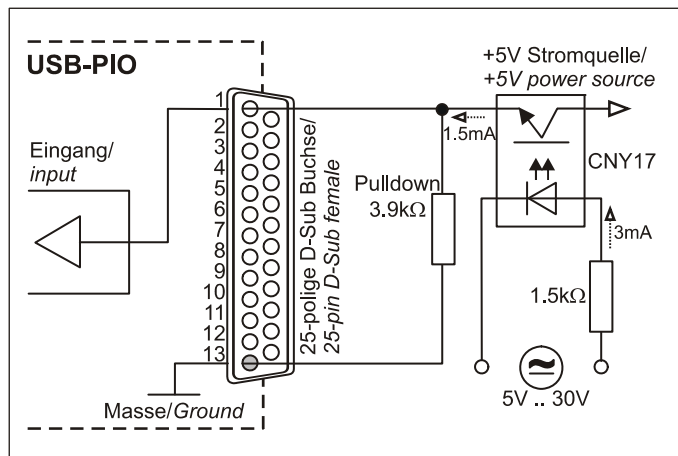 USB-PIO
+5V Stromquelle/
+5V power source
1
2
3
4
5
6
7
8
9
10
11
12
13
1.5mA
CNY17
Eingang/
input
Pulldown
3.9kΩ
25-polige D-Sub Buchse/
25-pin D-Sub female
3mA
1.5kΩ
Masse/Ground
5V .. 30V